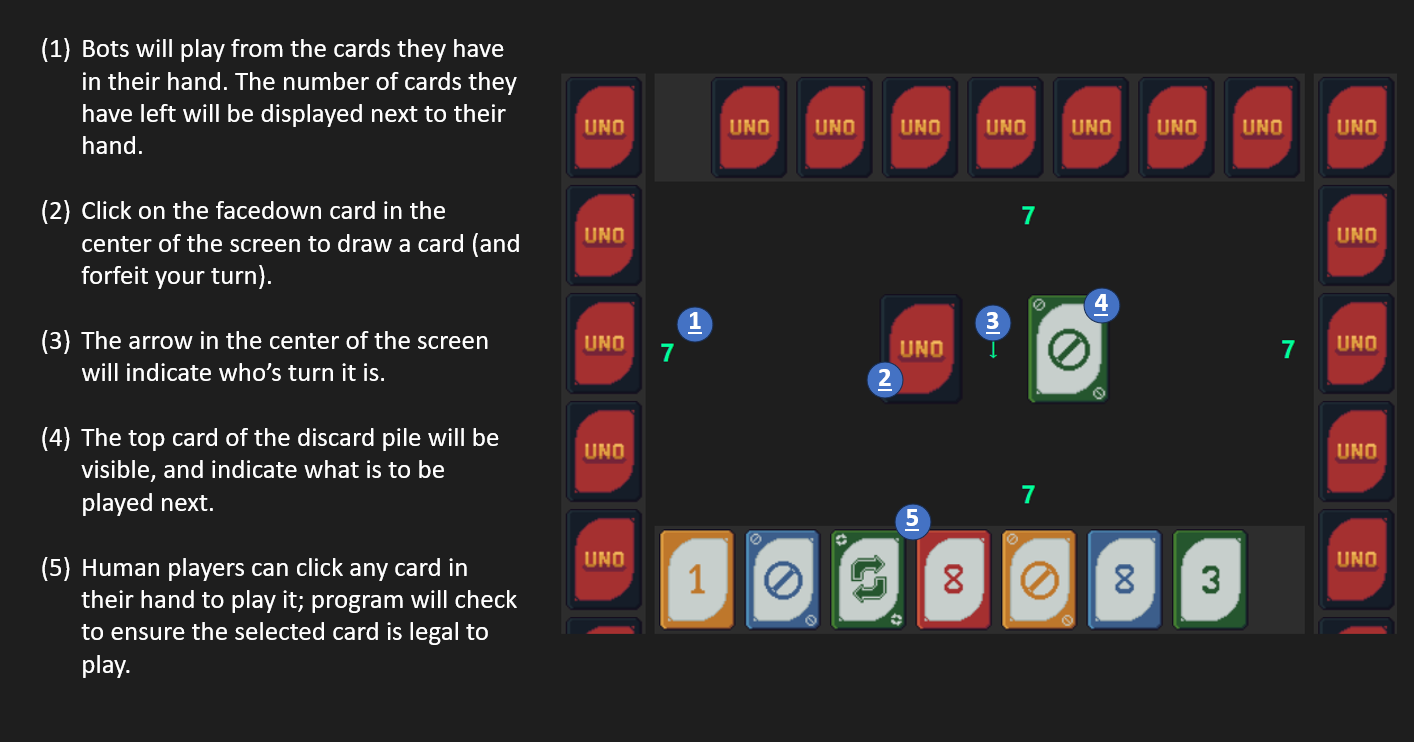 (1) Bots will play from the cards they have
in their hand. The number of cards they
have left will be displayed next to their
hand.
(2) Click on the facedown card in the
center of the screen to draw a card (and
forfeit your turn).
(3) The arrow in the center of the screen
will indicate who’s turn it is.
(4) The top card of the discard pile will be
visible, and indicate what is to be
played next.
(5) Human players can click any card in
their hand to play it; program will check
to ensure the selected card is legal to
play.
UNO UNO UNO UNO UNO UNO UNO UNO UNO
7
UNO UNO
1 3 4
UNO 7 UNO ↓ 7 UNO
2
UNO UNO
7
5
UNO 1 8 8 3 UNO